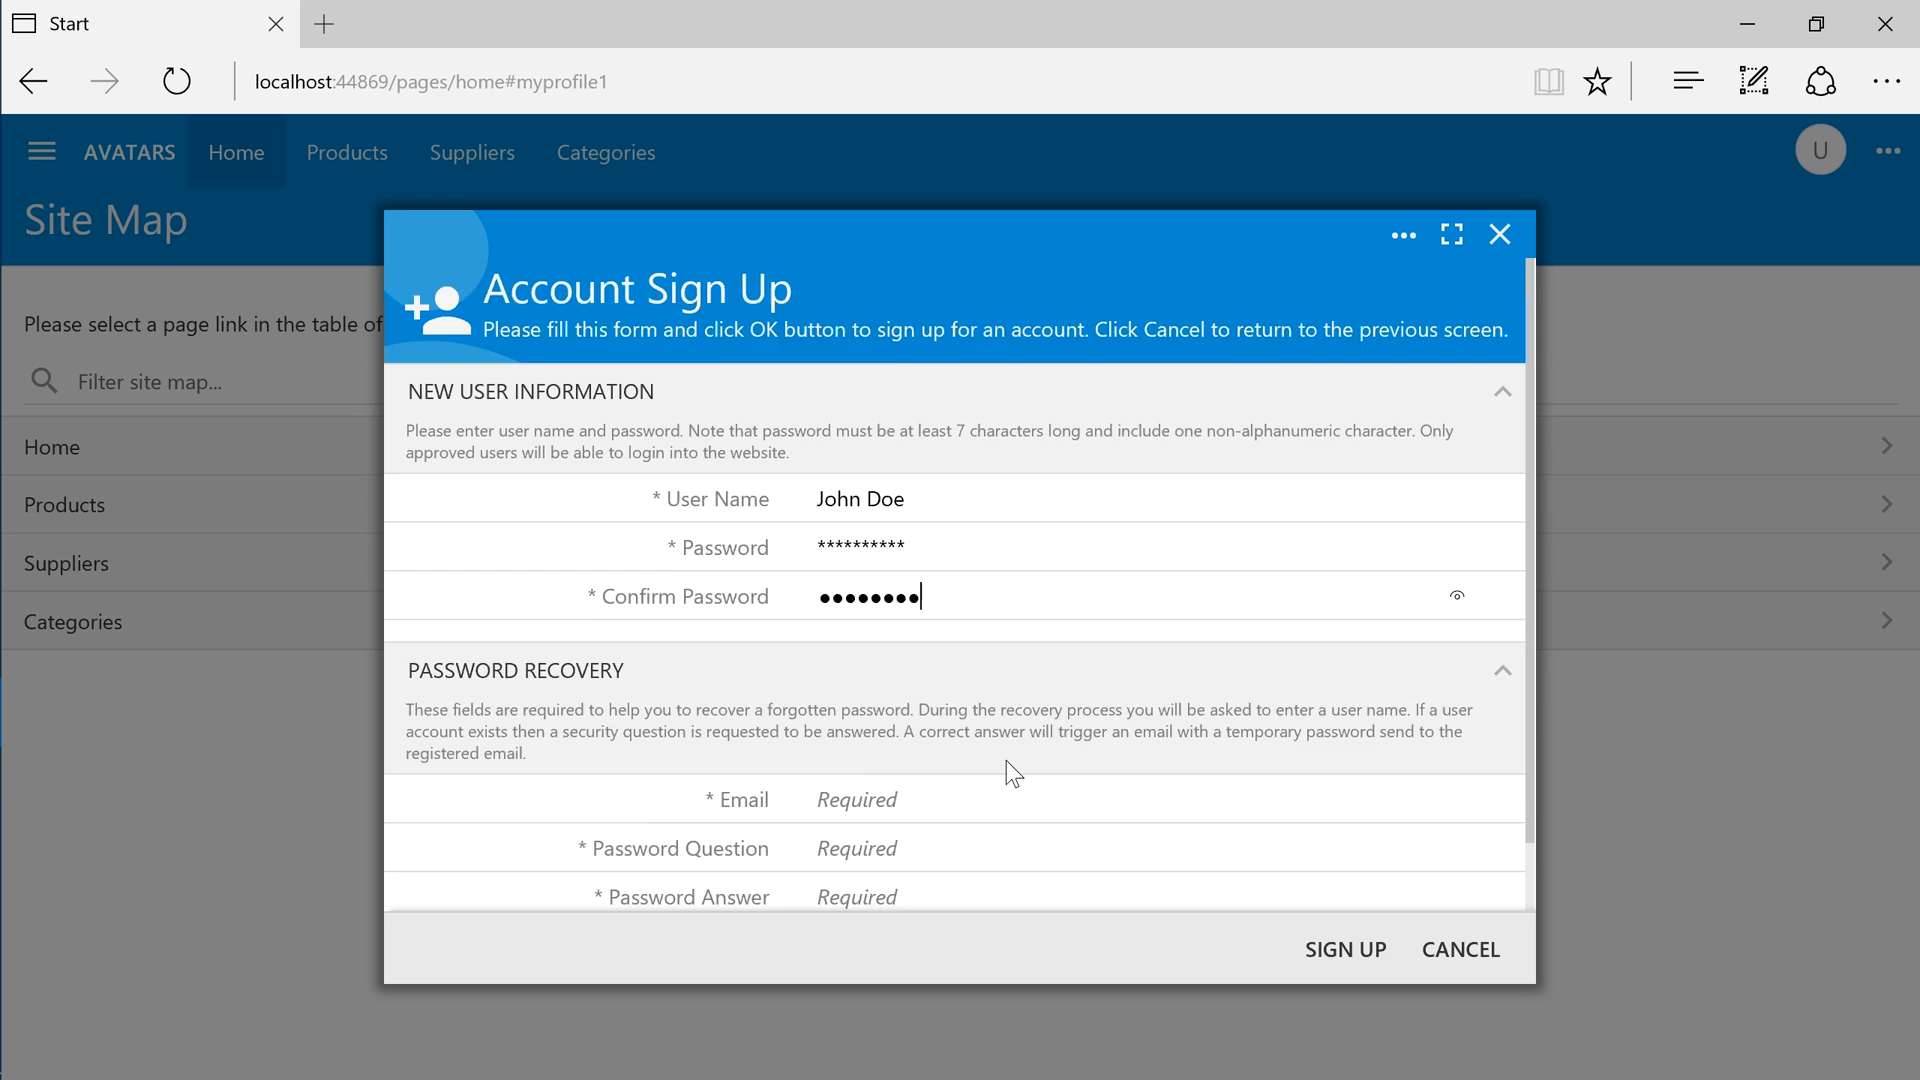 Start
localhost:44869/pages/home#myprofile1
AVATARS Home Products Suppliers Categories
U
Site Map
Please select a page link in the table of
Filter site map...
Home
Products
Suppliers
Categories
Account Sign Up
Please fill this form and click OK button to sign up for an account. Click Cancel to return to the previous screen.
NEW USER INFORMATION
Please enter user name and password. Note that password must be at least 7 characters long and include one non-alphanumeric character. Only
approved users will be able to login into the website.
* User Name John Doe
* Password **********
* Confirm Password ●●●●●●●●
PASSWORD RECOVERY
These fields are required to help you to recover a forgotten password. During the recovery process you will be asked to enter a user name. If a user
account exists then a security question is requested to be answered. A correct answer will trigger an email with a temporary password send to the
registered email.
* Email Required
* Password Question Required
* Password Answer Required
SIGN UP CANCEL